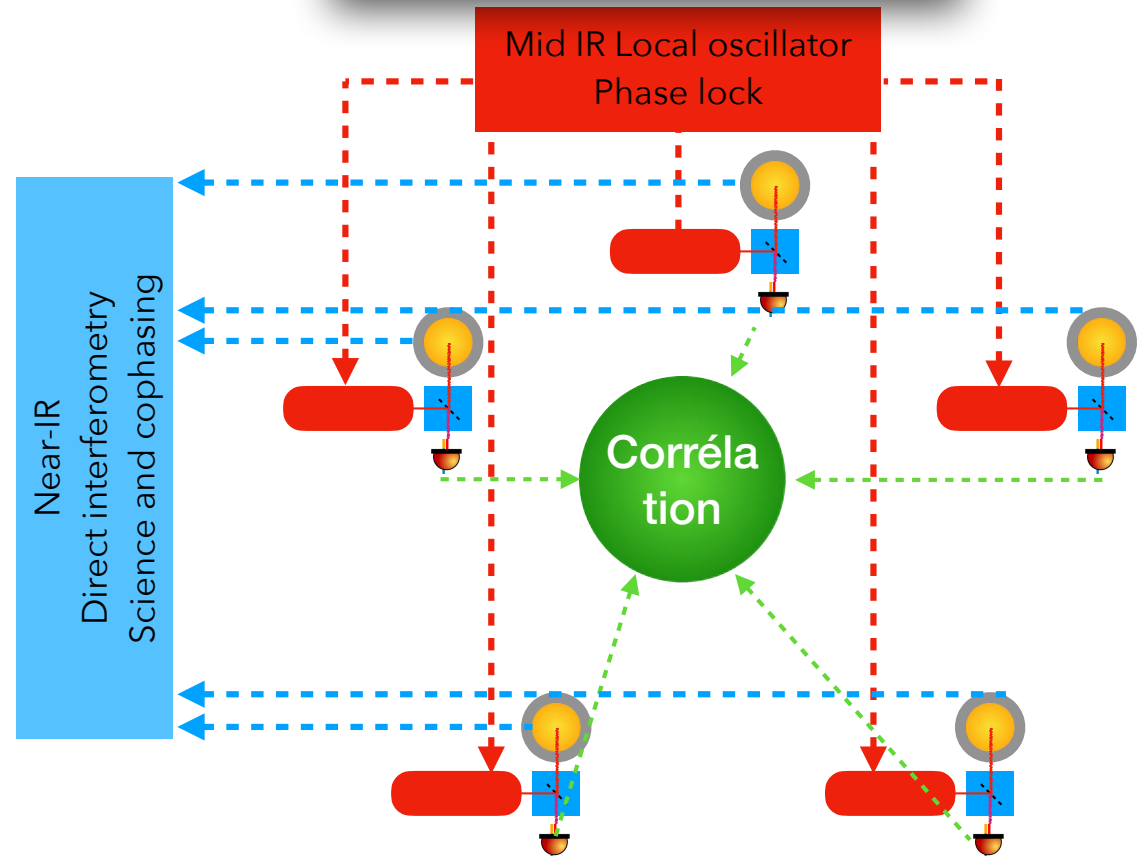 Mid IR Local oscillator
Phase lock
Near-IR
Direct interferometry
Science and cophasing
Corréla
tion